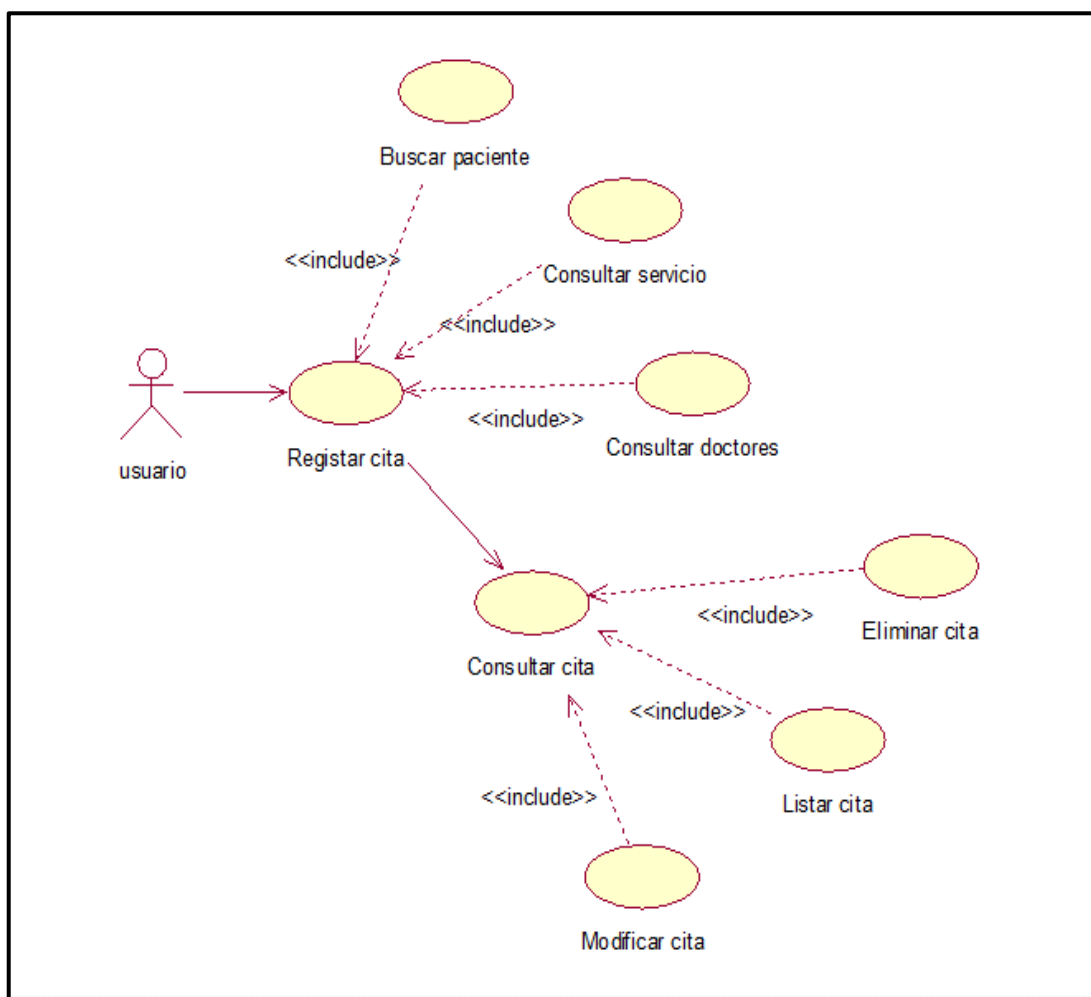 Buscar paciente
<<include>>
Consultar servicio
<<include>>
<<include>>
Consultar doctores
usuario
Registar cita
<<include>>
Eliminar cita
Consultar cita
<<include>>
Listar cita
<<include>>
Modificar cita